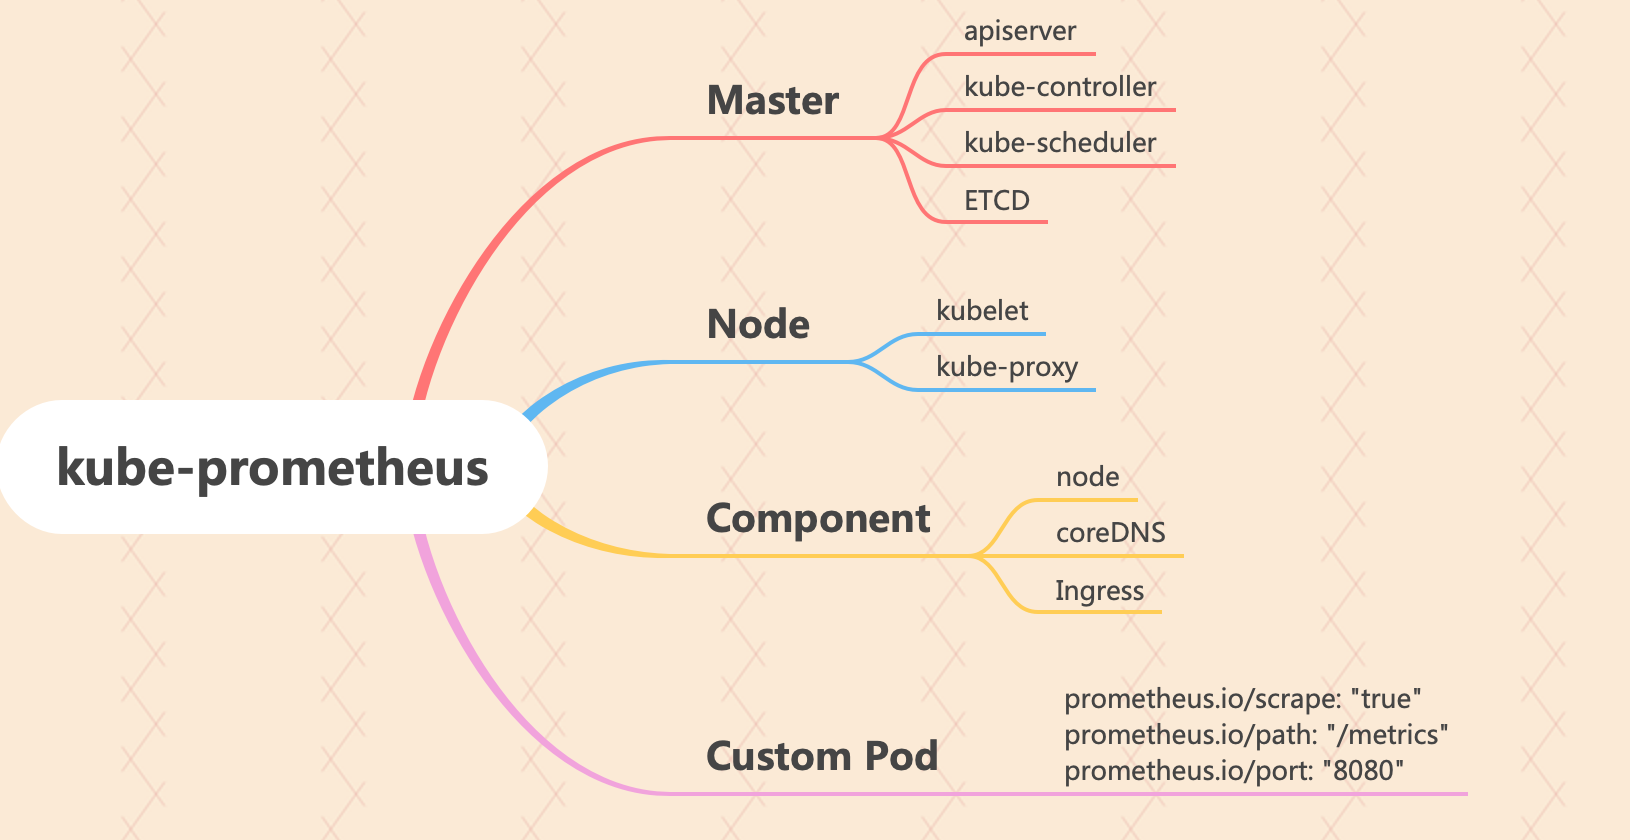 kube-prometheus
Master
apiserver
kube-controller
kube-scheduler
ETCD
Node
kubelet
kube-proxy
Component
node
coreDNS
Ingress
Custom Pod
prometheus.io/scrape: "true"
prometheus.io/path: "/metrics"
prometheus.io/port: "8080"